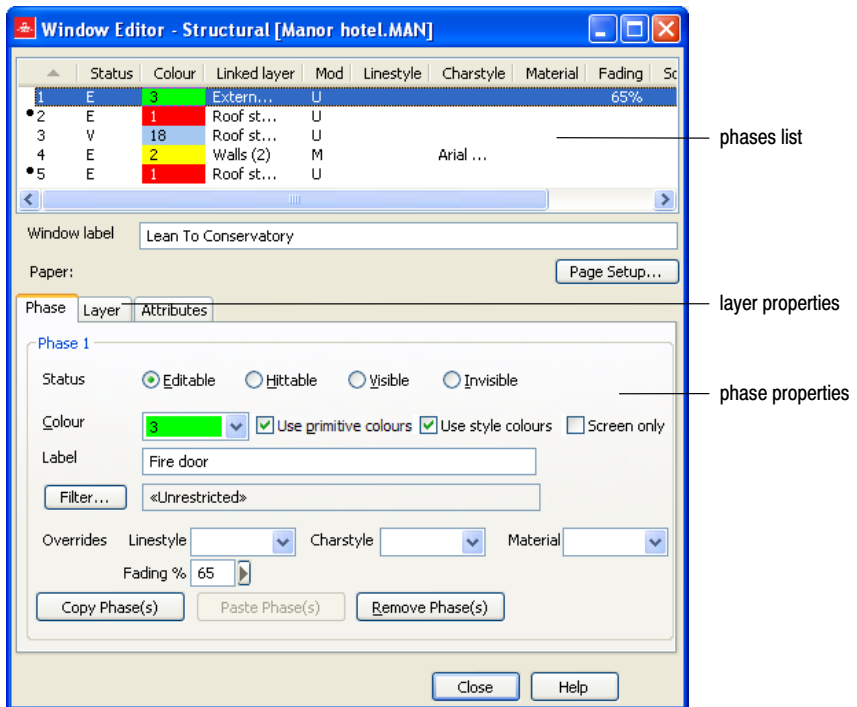 Window Editor - Structural [Manor hotel.MAN]
Status Colour Linked layer Mod Linestyle Charstyle Material Fading Sc
1 E 3 Extern... U 65%
•2 E 1 Roof st... U
3 V 18 Roof st... U
4 E 2 Walls (2) M Arial ...
•5 E 1 Roof st... U
phases list
Window label Lean To Conservatory
Paper: Page Setup...
Phase Layer Attributes
layer properties
Phase 1
Status Editable Hittable Visible Invisible
phase properties
Colour 3 Use primitive colours Use style colours Screen only
Label Fire door
Filter... «Unrestricted»
Overrides Linestyle Charstyle Material
Fading % 65
Copy Phase(s) Paste Phase(s) Remove Phase(s)
Close Help